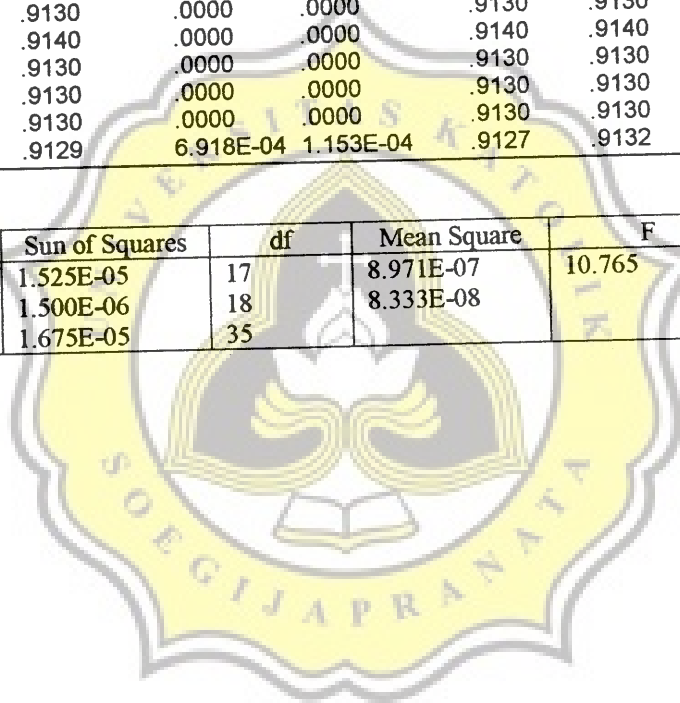 .9130 .0000 .0000 .9130 .9130
.9140 .0000 .0000 .9140 .9140
.9130 .0000 .0000 .9130 .9130
.9130 .0000 .0000 .9130 .9130
.9130 .0000 .0000 .9130 .9130
.9129 6.918E-04 1.153E-04 .9127 .9132
Sun of Squares df Mean Square F
1.525E-05 17 8.971E-07 10.765
1.500E-06 18 8.333E-08
1.675E-05 35
UNIVERSITAS KATOLIK
SOEGIJAPRANATA